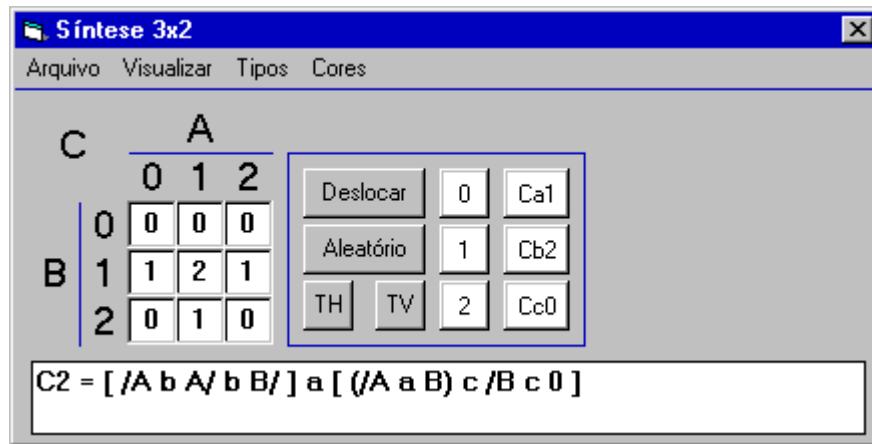 Síntese 3x2
Arquivo Visualizar Tipos Cores
C A
0 1 2
0 0 0 0
B 1 1 2 1
2 0 1 0
Deslocar 0 Ca1
Aleatório 1 Cb2
TH TV 2 Cc0
C2 = [ /A b A/ b B/ ] a [ (/A a B) c /B c 0 ]